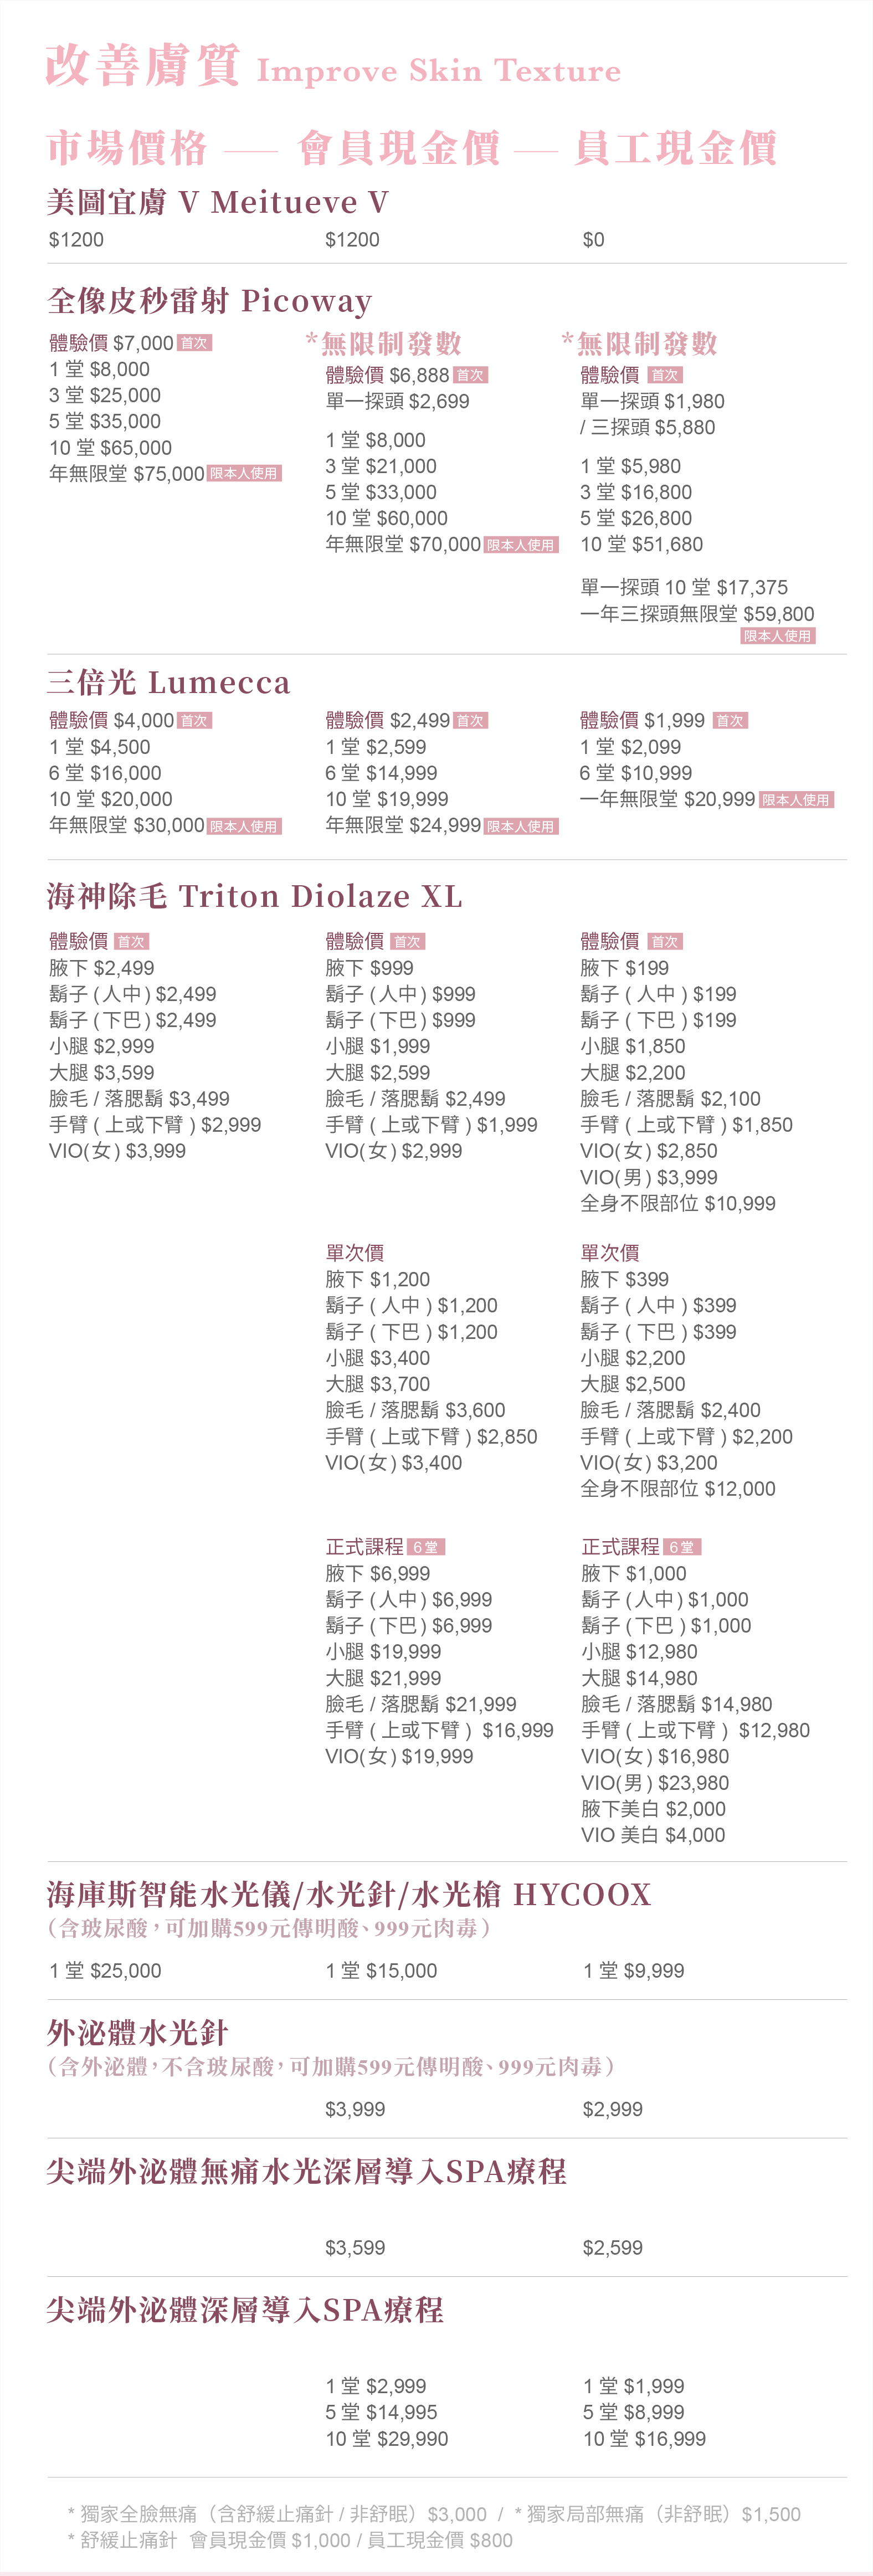 改善膚質 Improve Skin Texture
市場價格 — 會員現金價 — 員工現金價
美圖宜膚 V Meitueve V
$1200 $1200 $0
全像皮秒雷射 Picoway
體驗價 $7,000 首次
1 堂 $8,000
3 堂 $25,000
5 堂 $35,000
10 堂 $65,000
年無限堂 $75,000 限本人使用
*無限制發數
體驗價 $6,888 首次
單一探頭 $2,699
1 堂 $8,000
3 堂 $21,000
5 堂 $33,000
10 堂 $60,000
年無限堂 $70,000 限本人使用
*無限制發數
體驗價 首次
單一探頭 $1,980
/ 三探頭 $5,880
1 堂 $5,980
3 堂 $16,800
5 堂 $26,800
10 堂 $51,680
單一探頭 10 堂 $17,375
一年三探頭無限堂 $59,800
限本人使用
三倍光 Lumecca
體驗價 $4,000 首次
1 堂 $4,500
6 堂 $16,000
10 堂 $20,000
年無限堂 $30,000 限本人使用
體驗價 $2,499 首次
1 堂 $2,599
6 堂 $14,999
10 堂 $19,999
年無限堂 $24,999 限本人使用
體驗價 $1,999 首次
1 堂 $2,099
6 堂 $10,999
一年無限堂 $20,999 限本人使用
海神除毛 Triton Diolaze XL
體驗價 首次
腋下 $2,499
鬍子 (人中) $2,499
鬍子 (下巴) $2,499
小腿 $2,999
大腿 $3,599
臉毛 / 落腮鬍 $3,499
手臂 ( 上或下臂 ) $2,999
VIO(女) $3,999
體驗價 首次
腋下 $999
鬍子 (人中) $999
鬍子 (下巴) $999
小腿 $1,999
大腿 $2,599
臉毛 / 落腮鬍 $2,499
手臂 ( 上或下臂 ) $1,999
VIO(女) $2,999
體驗價 首次
腋下 $199
鬍子 ( 人中 ) $199
鬍子 ( 下巴 ) $199
小腿 $1,850
大腿 $2,200
臉毛 / 落腮鬍 $2,100
手臂 ( 上或下臂 ) $1,850
VIO(女) $2,850
VIO(男) $3,999
全身不限部位 $10,999
單次價
腋下 $1,200
鬍子 ( 人中 ) $1,200
鬍子 ( 下巴 ) $1,200
小腿 $3,400
大腿 $3,700
臉毛 / 落腮鬍 $3,600
手臂 ( 上或下臂 ) $2,850
VIO(女) $3,400
單次價
腋下 $399
鬍子 ( 人中 ) $399
鬍子 ( 下巴 ) $399
小腿 $2,200
大腿 $2,500
臉毛 / 落腮鬍 $2,400
手臂 ( 上或下臂 ) $2,200
VIO(女) $3,200
全身不限部位 $12,000
正式課程 6 堂
腋下 $6,999
鬍子 (人中) $6,999
鬍子 (下巴) $6,999
小腿 $19,999
大腿 $21,999
臉毛 / 落腮鬍 $21,999
手臂 ( 上或下臂 ) $16,999
VIO(女) $19,999
正式課程 6 堂
腋下 $1,000
鬍子 (人中) $1,000
鬍子 (下巴 ) $1,000
小腿 $12,980
大腿 $14,980
臉毛 / 落腮鬍 $14,980
手臂 ( 上或下臂 ) $12,980
VIO(女) $16,980
VIO(男) $23,980
腋下美白 $2,000
VIO 美白 $4,000
海庫斯智能水光儀/水光針/水光槍 HYCOOX
（含玻尿酸，可加購599元傳明酸、999元肉毒）
1 堂 $25,000 1 堂 $15,000 1 堂 $9,999
外泌體水光針
（含外泌體，不含玻尿酸，可加購599元傳明酸、999元肉毒）
$3,999 $2,999
尖端外泌體無痛水光深層導入SPA療程
$3,599 $2,599
尖端外泌體深層導入SPA療程
1 堂 $2,999
5 堂 $14,995
10 堂 $29,990
1 堂 $1,999
5 堂 $8,999
10 堂 $16,999
* 獨家全臉無痛（含舒緩止痛針 / 非舒眠）$3,000 / * 獨家局部無痛（非舒眠）$1,500
* 舒緩止痛針 會員現金價 $1,000 / 員工現金價 $800